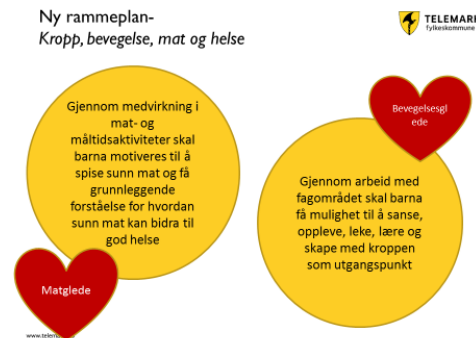 Ny rammeplan-
Kropp, bevegelse, mat og helse
TELEMARK
fylkeskommune
Gjennom medvirkning i
mat- og
måltidsaktiviteter skal
barna motiveres til å
spise sunn mat og få
grunnleggende
forståelse for hvordan
sunn mat kan bidra til
god helse
Matglede
Bevegelsesgl
ede
Gjennom arbeid med
fagområdet skal barna
få mulighet til å sanse,
oppleve, leke, lære og
skape med kroppen
som utgangspunkt
www.telem